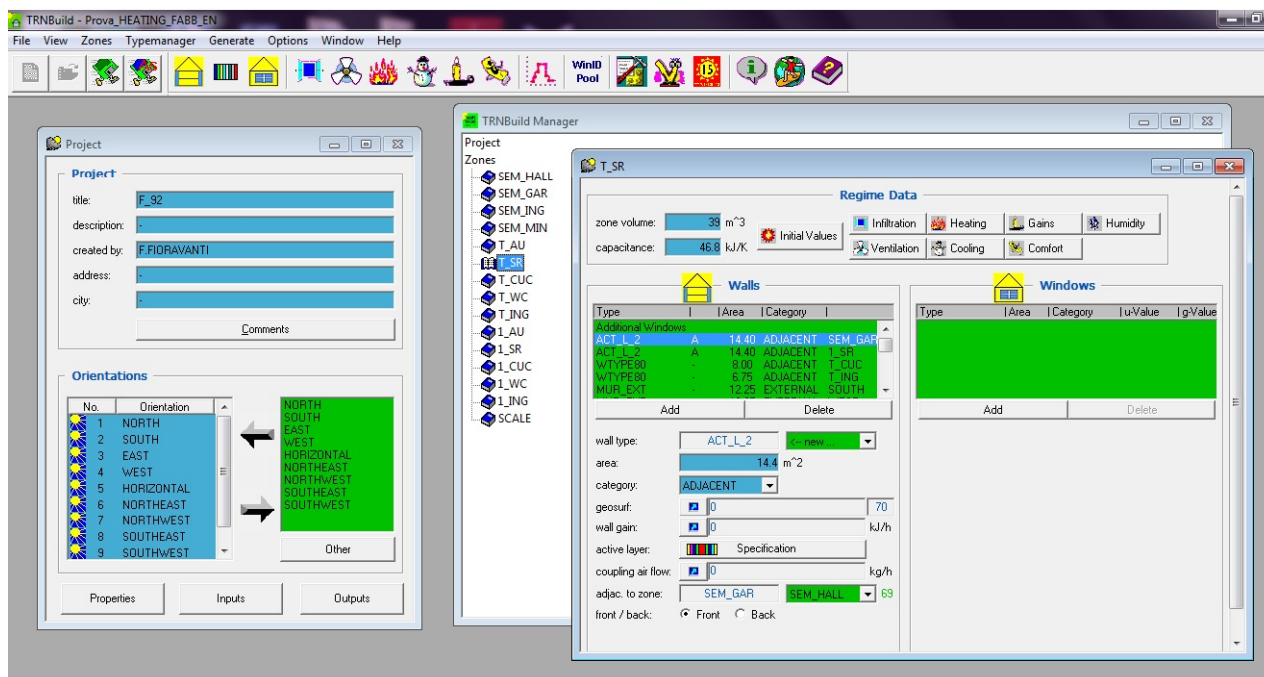 TRNBuild - Prova_HEATING_FABB_EN
File View Zones Typemanager Generate Options Window Help
WinID
Pool
Project
Project
title: F_92
description: -
created by: F.FIORAVANTI
address: -
city: -
Comments
Orientations
No. Orientation
1 NORTH
2 SOUTH
3 EAST
4 WEST
5 HORIZONTAL
6 NORTHEAST
7 NORTHWEST
8 SOUTHEAST
9 SOUTHWEST
NORTH
SOUTH
EAST
WEST
HORIZONTAL
NORTHEAST
NORTHWEST
SOUTHEAST
SOUTHWEST
Other
Properties Inputs Outputs
TRNBuild Manager
Project
Zones
SEM_HALL
SEM_GAR
SEM_ING
SEM_MIN
T_AU
T_SR
T_CUC
T_WC
T_ING
1_AU
1_SR
1_CUC
1_WC
1_ING
SCALE
T_SR
Regime Data
zone volume: 39 m^3
capacitance: 46.8 kJ/K
Initial Values
Infiltration Heating Gains Humidity
Ventilation Cooling Comfort
Walls
Type | | Area | Category |
Additional Windows
ACT_L_2 A 14.40 ADJACENT SEM_GAR
ACT_L_2 A 14.40 ADJACENT 1_SR
WTYPE80 - 8.00 ADJACENT T_CUC
WTYPE80 - 6.75 ADJACENT T_ING
MUR_EXT - 12.25 EXTERNAL SOUTH
Add Delete
wall type: ACT_L_2 <-- new ...
area: 14.4 m^2
category: ADJACENT
geosurf: 0 70
wall gain: 0 kJ/h
active layer: Specification
coupling air flow: 0 kg/h
adjac. to zone: SEM_GAR SEM_HALL 69
front / back: Front Back
Windows
Type | Area | Category | u-Value | g-Value
Add Delete